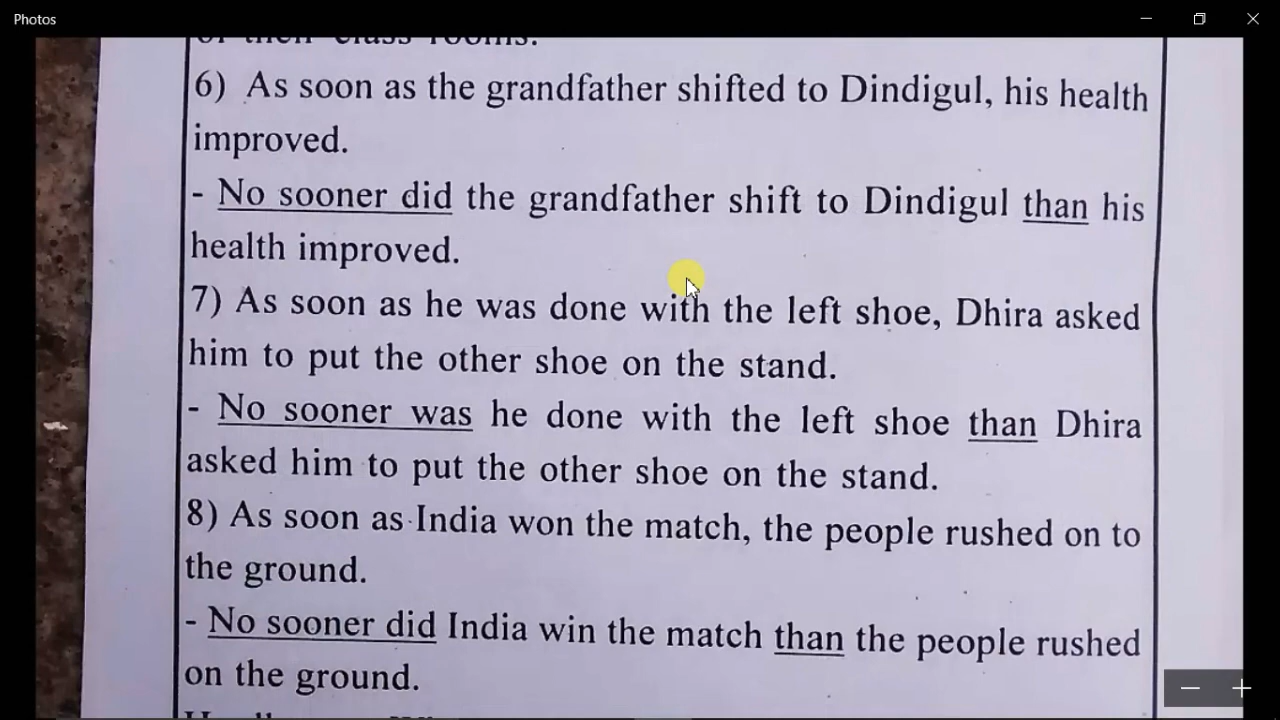 Photos
of their class rooms.
6) As soon as the grandfather shifted to Dindigul, his health
improved.
- No sooner did the grandfather shift to Dindigul than his
health improved.
7) As soon as he was done with the left shoe, Dhira asked
him to put the other shoe on the stand.
- No sooner was he done with the left shoe than Dhira
asked him to put the other shoe on the stand.
8) As soon as India won the match, the people rushed on to
the ground.
- No sooner did India win the match than the people rushed
on the ground.